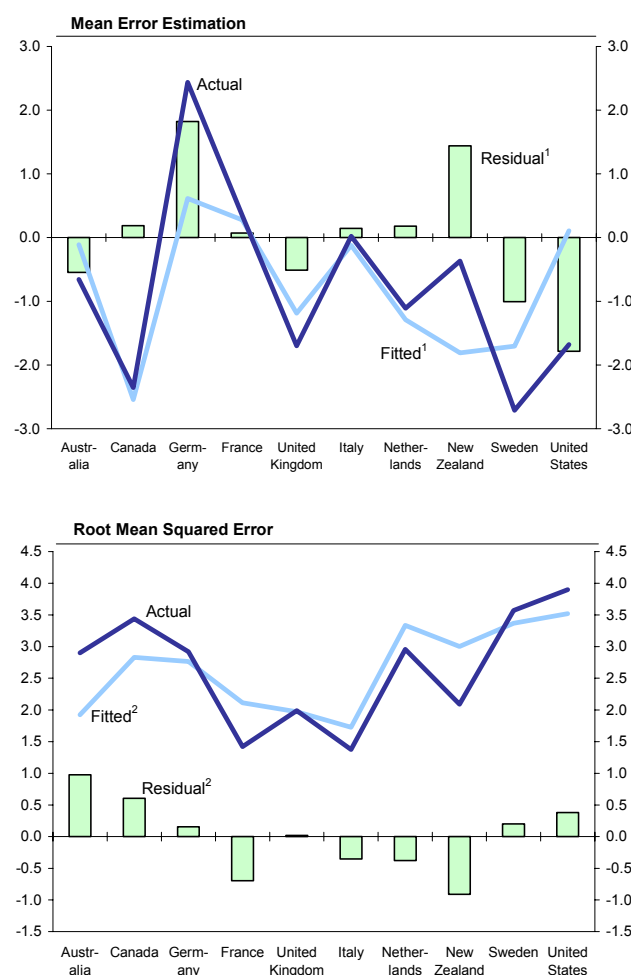 Mean Error Estimation
3.0 3.0
2.0 2.0
1.0 1.0
0.0 0.0
-1.0 -1.0
-2.0 -2.0
-3.0 -3.0
Actual
Residual1
Fitted1
Austr- Canada Germ- France United Italy Nether- New Sweden United
alia any Kingdom lands Zealand States
Root Mean Squared Error
4.5 4.5
4.0 4.0
3.5 3.5
3.0 3.0
2.5 2.5
2.0 2.0
1.5 1.5
1.0 1.0
0.5 0.5
0.0 0.0
-0.5 -0.5
-1.0 -1.0
-1.5 -1.5
Actual
Fitted2
Residual2
Austr- Canada Germ- France United Italy Nether- New Sweden United
alia any Kingdom lands Zealand States